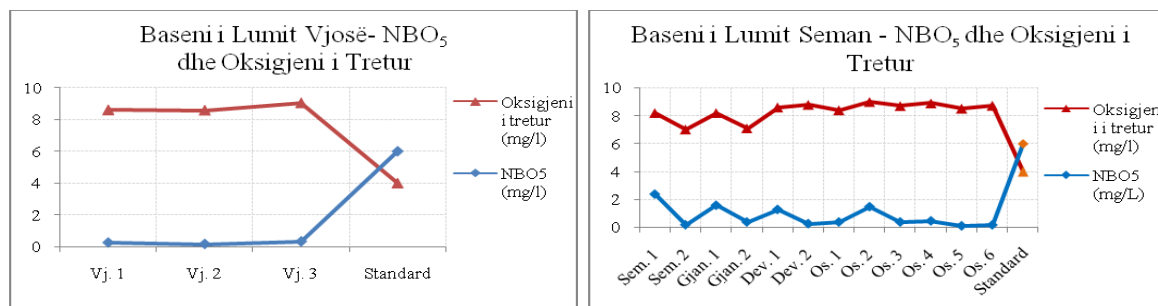 Baseni i Lumit Vjosë- NBO₅
dhe Oksigjeni i Tretur
10
8
6
4
2
0
Vj. 1
Vj. 2
Vj. 3
Standard
Oksigjeni
i tretur
(mg/l)
NBO5
(mg/l)
Baseni i Lumit Seman - NBO₅ dhe Oksigjeni i
Tretur
10
8
6
4
2
0
Sem. 1
Sem. 2
Gjan. 1
Gjan. 2
Dev. 1
Dev. 2
Os. 1
Os. 2
Os. 3
Os. 4
Os. 5
Os. 6
Standard
Oksigjeni
i i tretur
(mg/l)
NBO5
(mg/L)